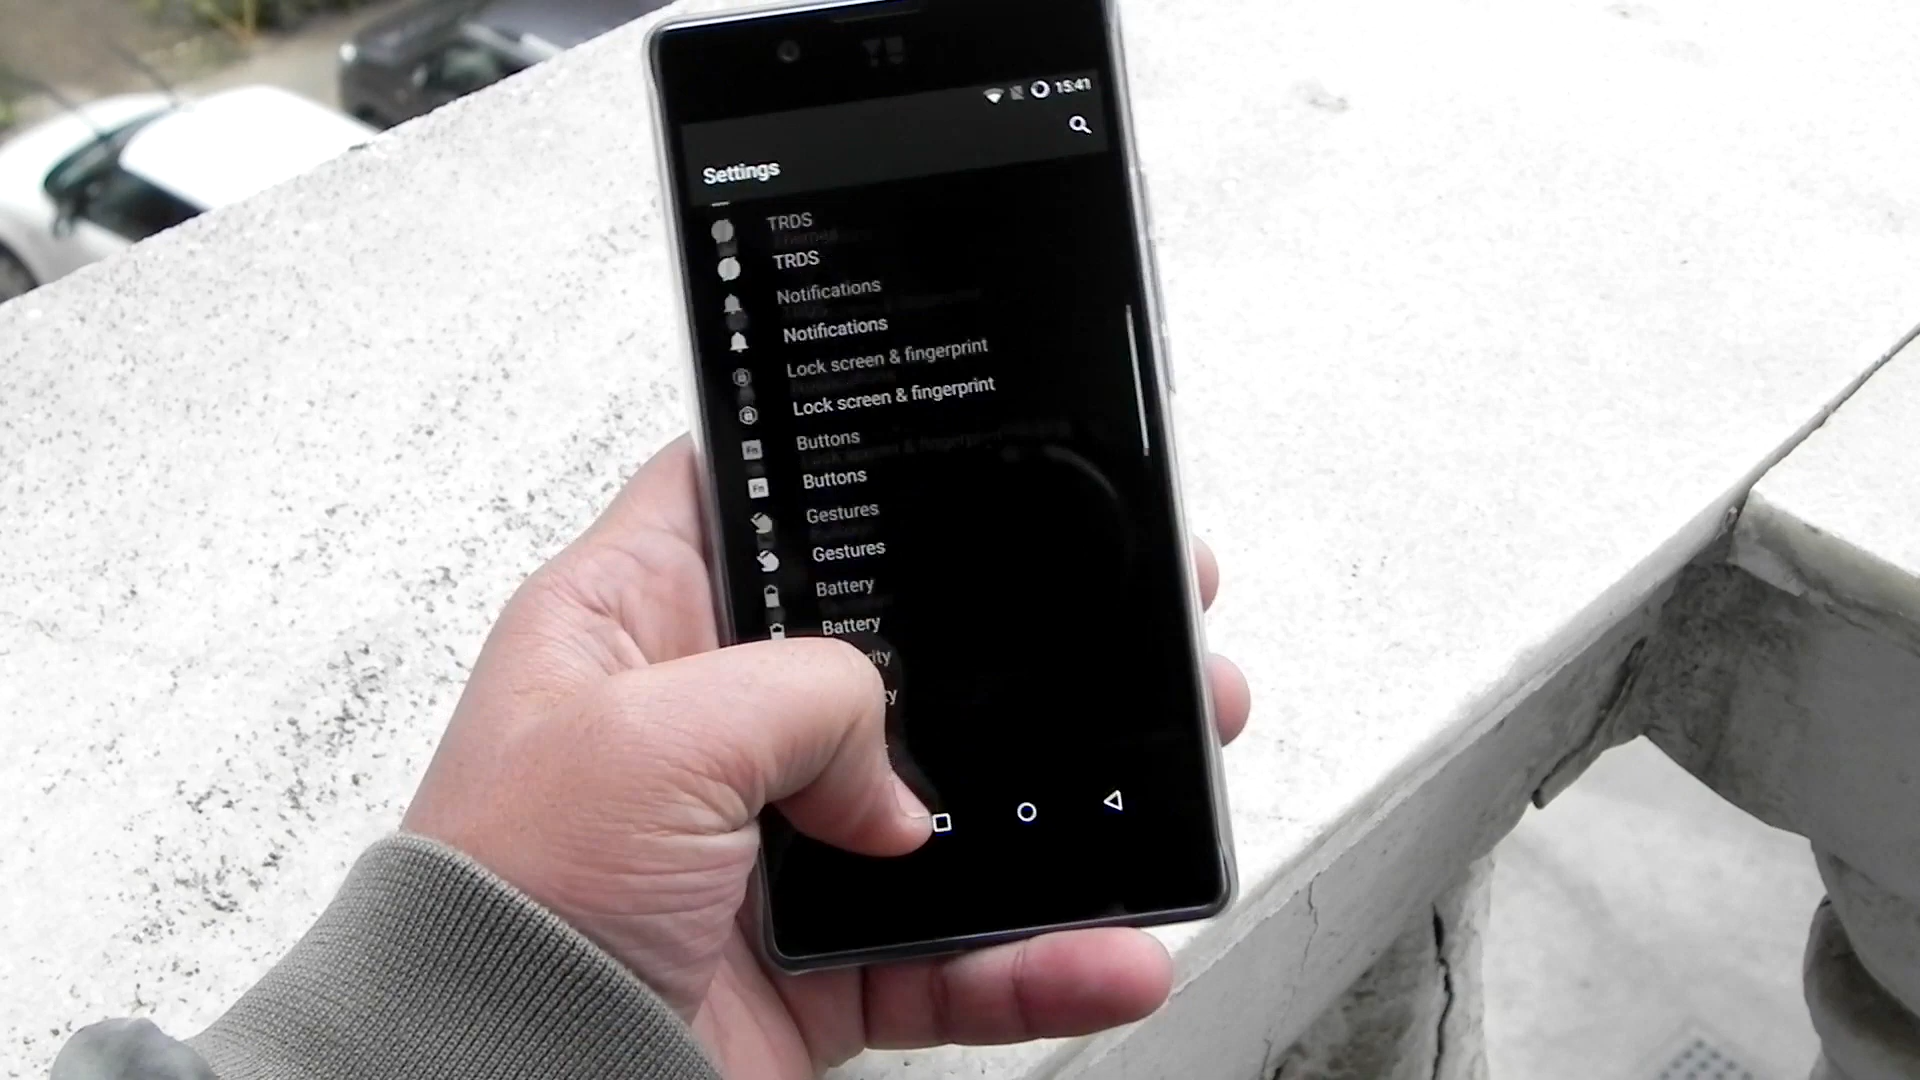 15:41
Settings
TRDS
TRDS
Notifications
Notifications
Lock screen & fingerprint
Lock screen & fingerprint
Buttons
Buttons
Gestures
Gestures
Battery
Battery